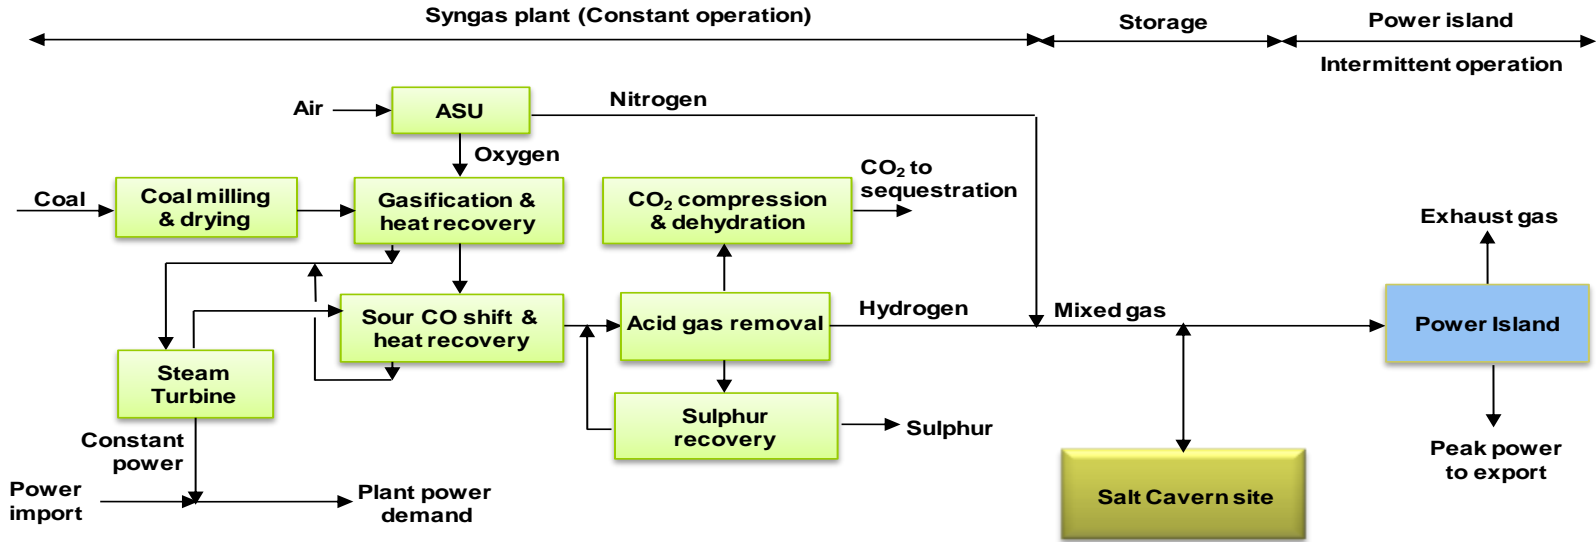 Syngas plant (Constant operation)
Storage
Power island
Intermittent operation
Air
ASU
Nitrogen
Oxygen
CO₂ to
sequestration
Coal
Coal milling
& drying
Gasification &
heat recovery
CO₂ compression
& dehydration
Exhaust gas
Sour CO shift &
heat recovery
Acid gas removal
Hydrogen
Mixed gas
Power Island
Steam
Turbine
Sulphur
recovery
Sulphur
Constant
power
Peak power
to export
Power
import
Plant power
demand
Salt Cavern site